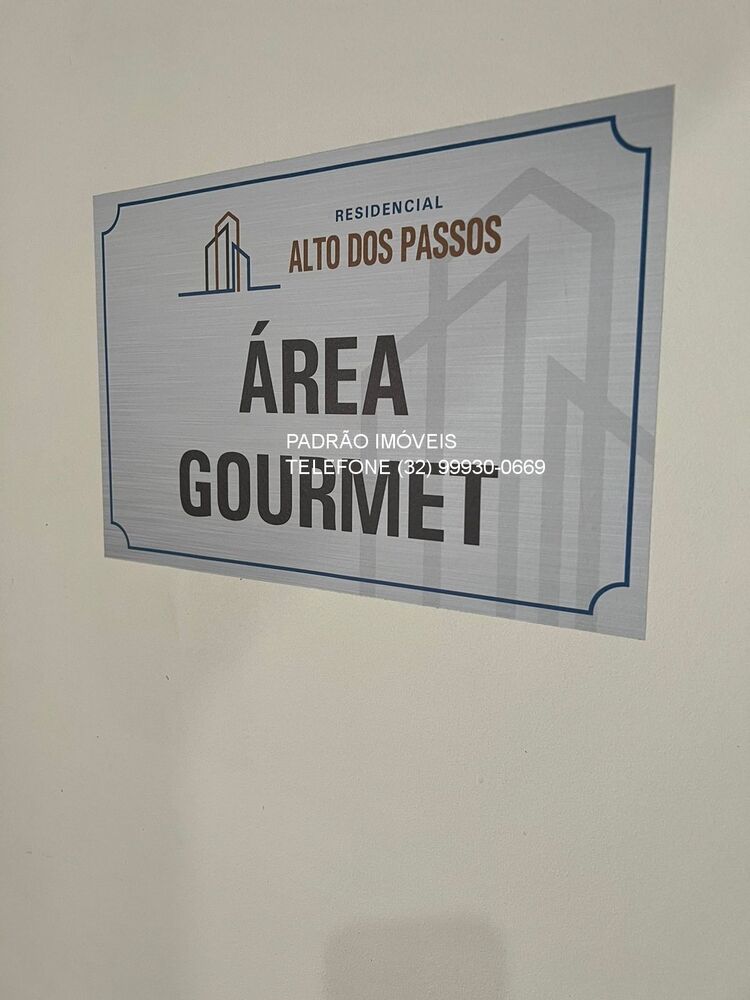 RESIDENCIAL
ALTO DOS PASSOS
ÁREA
PADRÃO IMÓVEIS
TELEFONE (32) 99930-0669
GOURMET